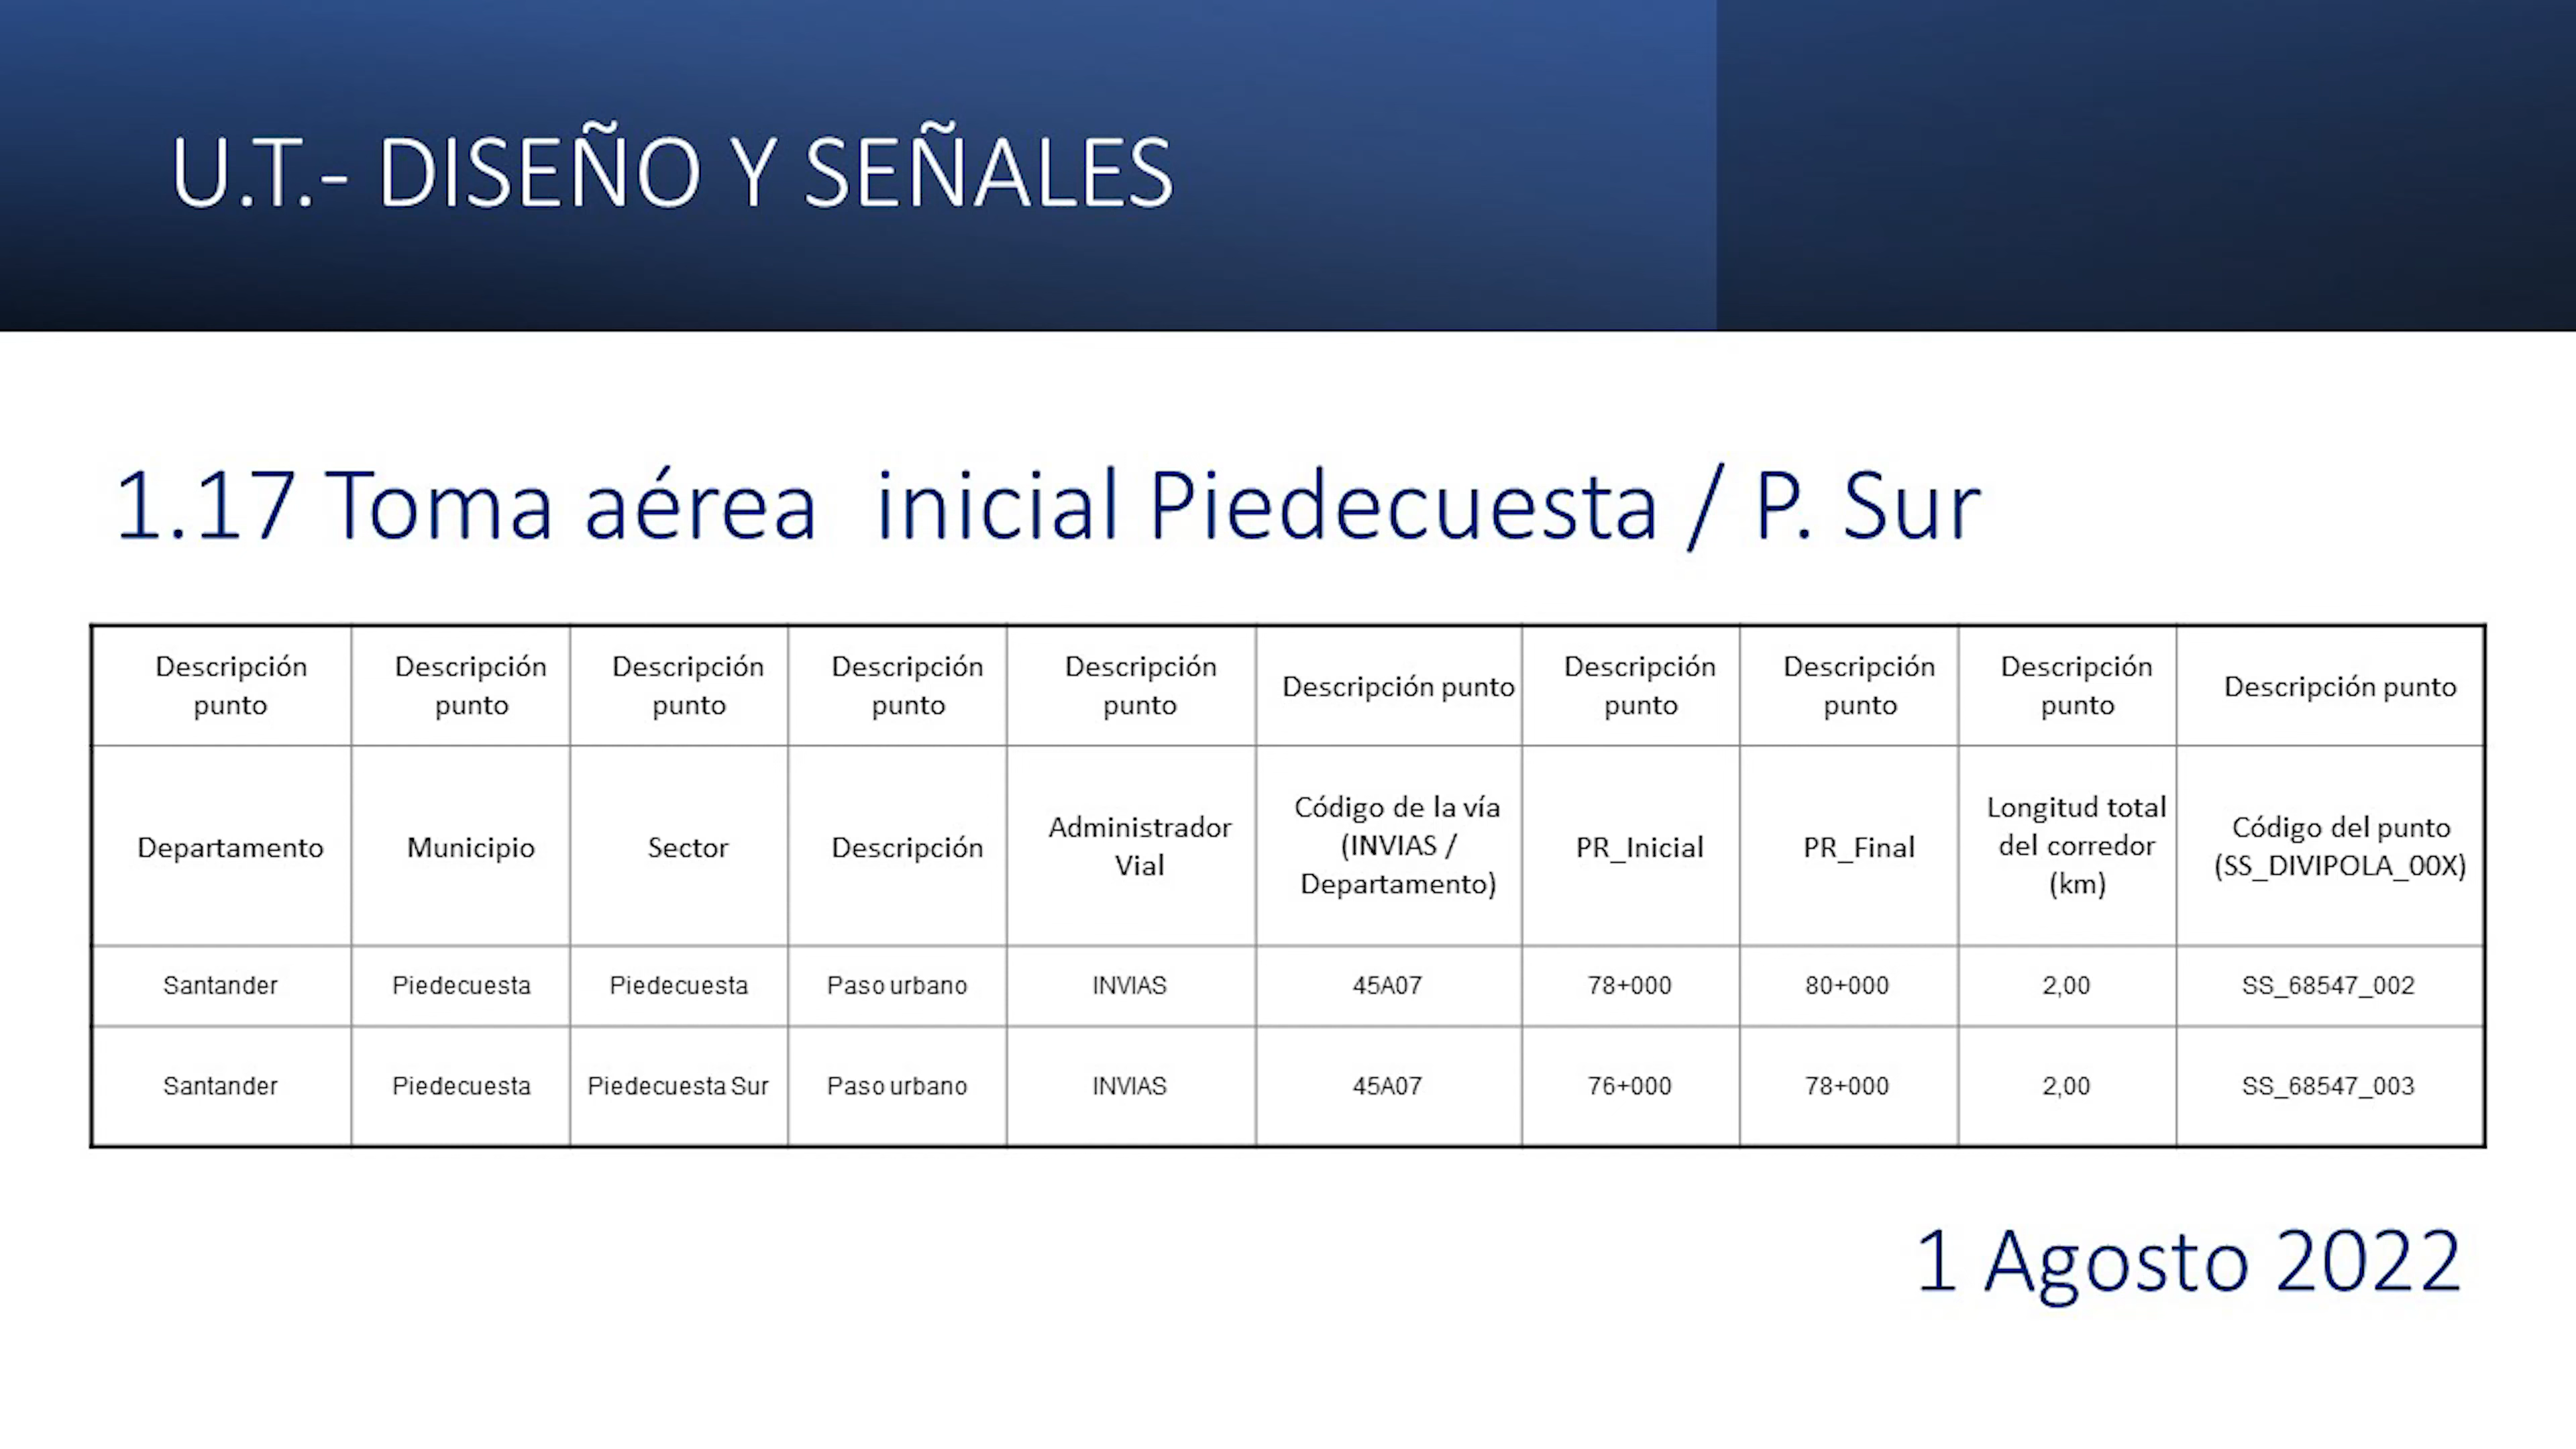 U.T.- DISEÑO Y SEÑALES
1.17 Toma aérea  inicial Piedecuesta / P. Sur
Descripción punto Descripción punto Descripción punto Descripción punto Descripción punto Descripción punto Descripción punto Descripción punto Descripción punto Descripción punto
Departamento Municipio Sector Descripción Administrador Vial Código de la vía (INVIAS / Departamento) PR_Inicial PR_Final Longitud total del corredor (km) Código del punto (SS_DIVIPOLA_00X)
Santander Piedecuesta Piedecuesta Paso urbano INVIAS 45A07 78+000 80+000 2,00 SS_68547_002
Santander Piedecuesta Piedecuesta Sur Paso urbano INVIAS 45A07 76+000 78+000 2,00 SS_68547_003
1 Agosto 2022